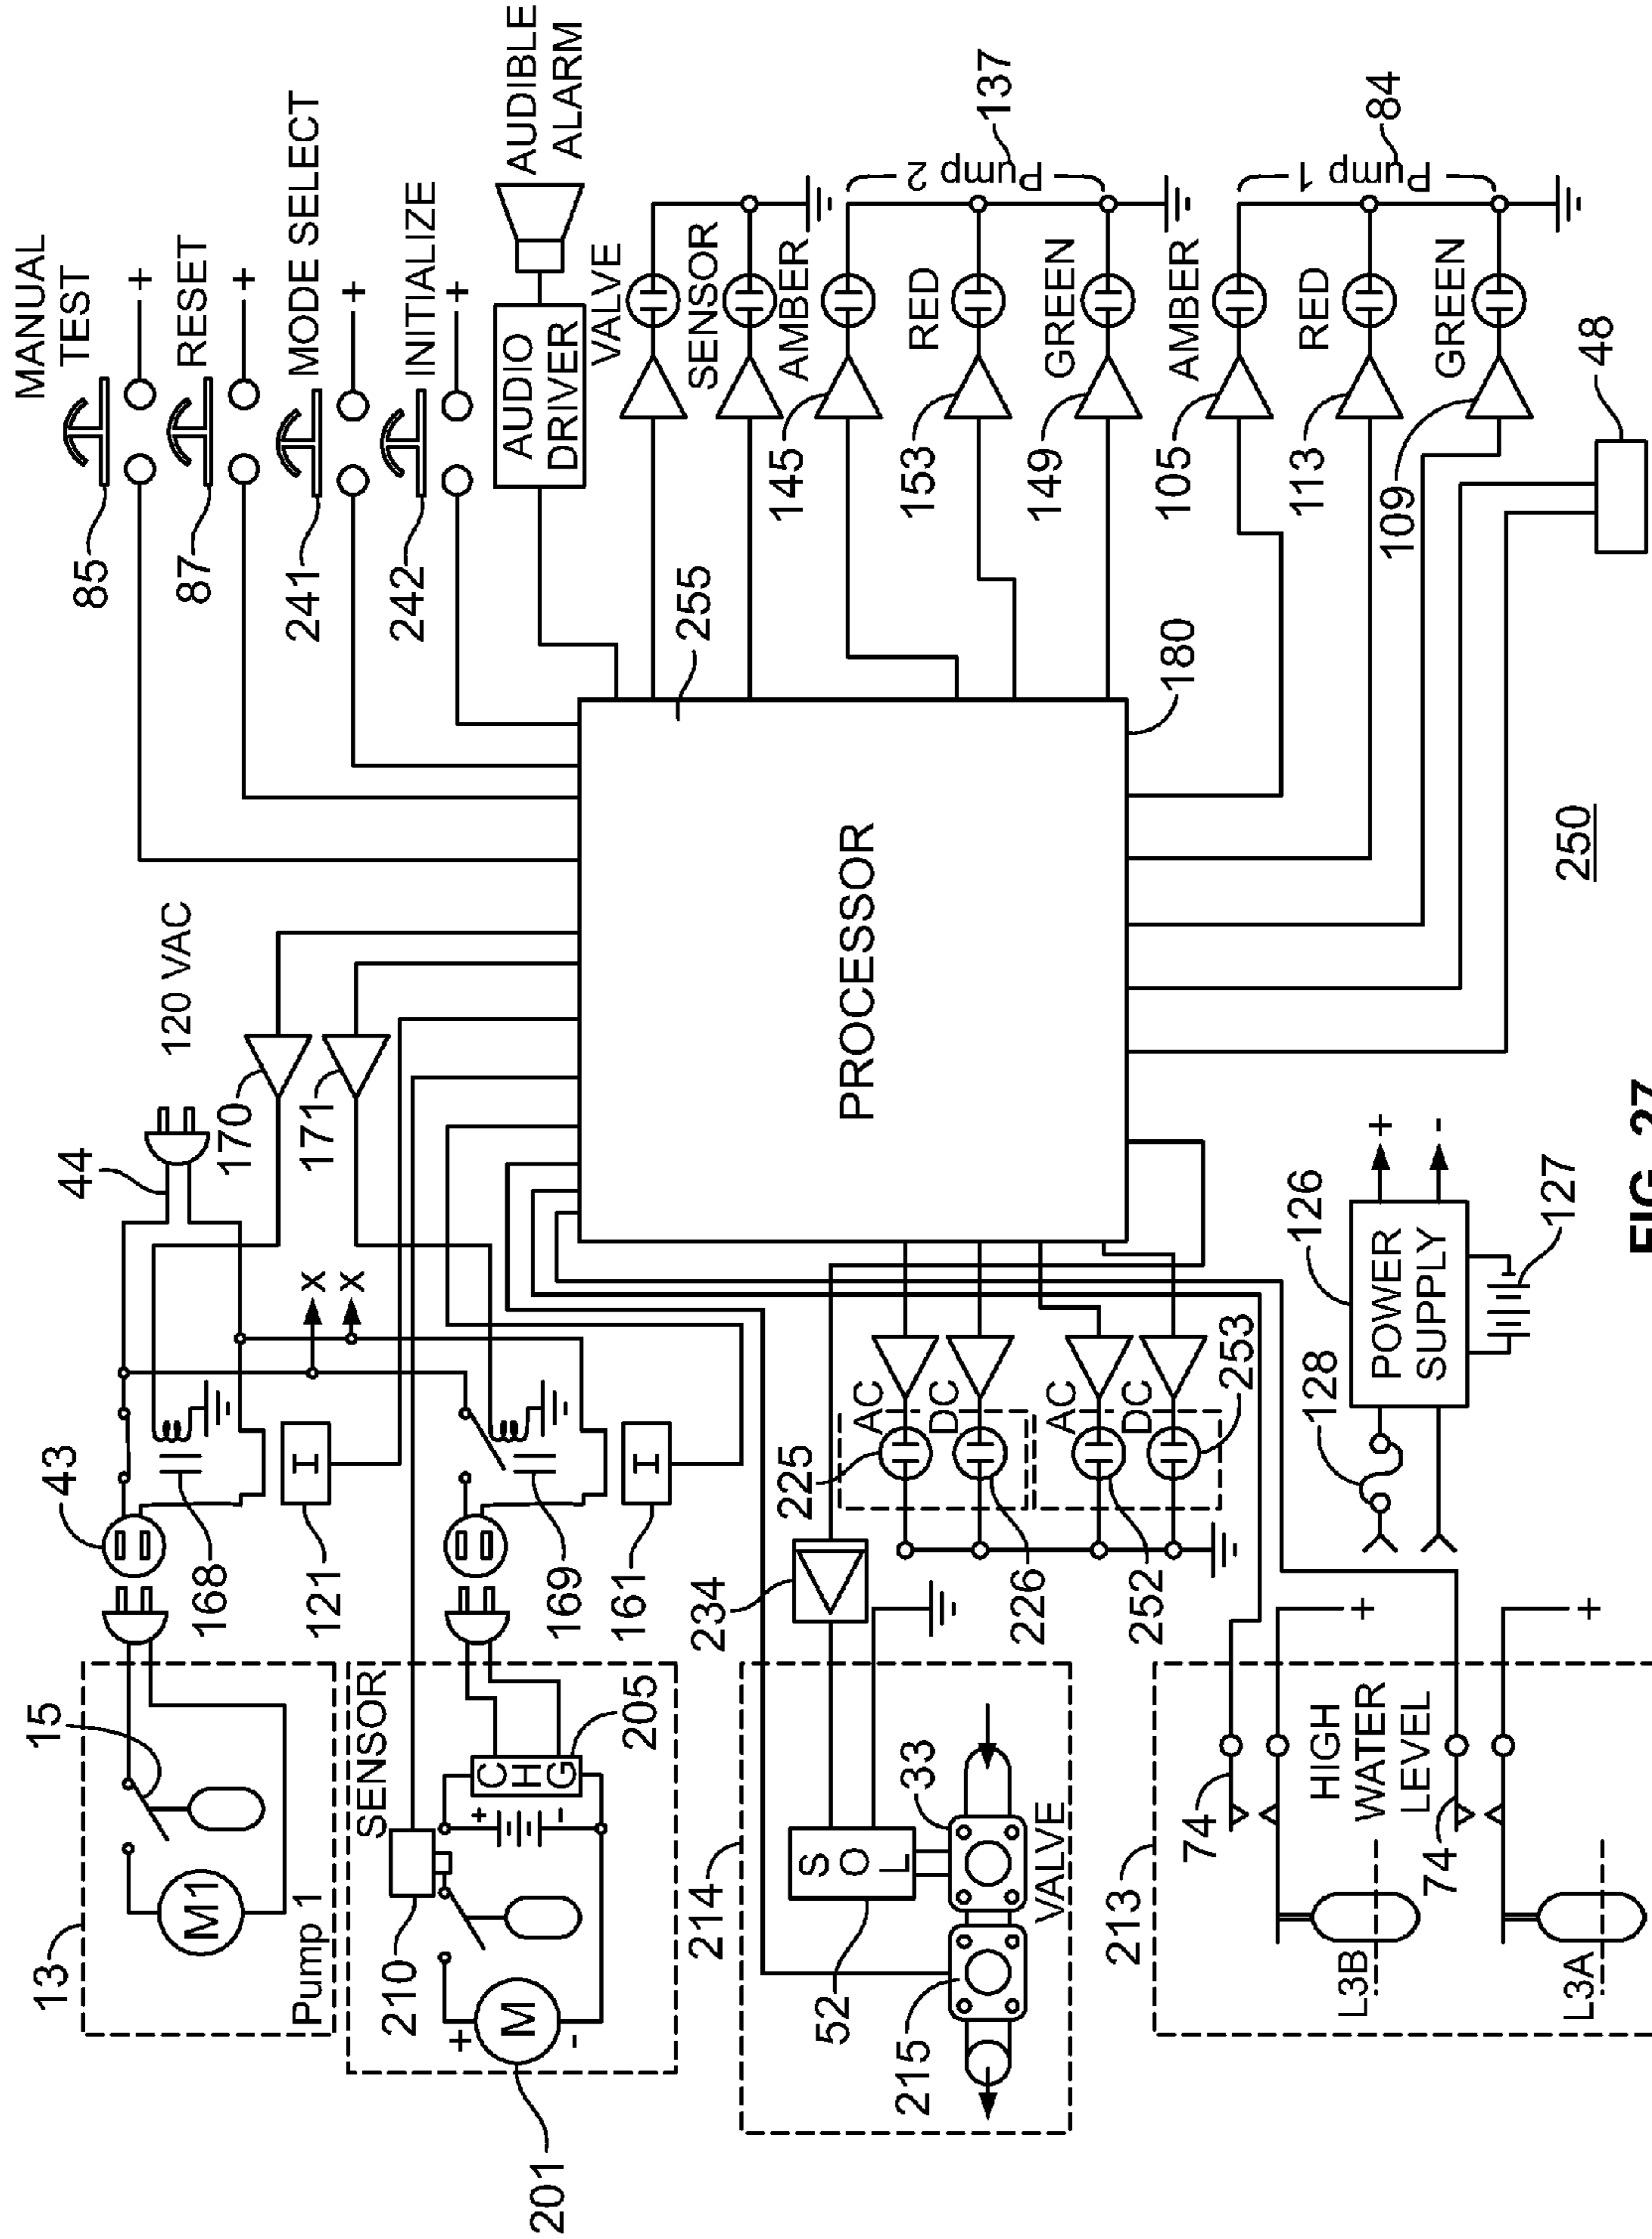 MANUAL
TEST
85
+
RESET
87
+
MODE SELECT
241
+
INITIALIZE
242
+
AUDIO
DRIVER
AUDIBLE
ALARM
VALVE
SENSOR
AMBER
145
RED
153
GREEN
149
Pump 2
137
AMBER
105
RED
113
GREEN
109
Pump 1
84
48
255
180
PROCESSOR
120 VAC
44
170
171
X
X
43
168
121
I
169
161
I
13
15
M1
Pump 1
SENSOR
210
201
+
M
-
+
-
C
H
G
205
214
234
S
O
L
52
33
215
VALVE
225
AC
DC
226
AC
DC
252
253
213
74
HIGH
WATER
LEVEL
74
+
+
L3B
L3A
128
126
POWER
SUPPLY
127
+
-
250
FIG. 27